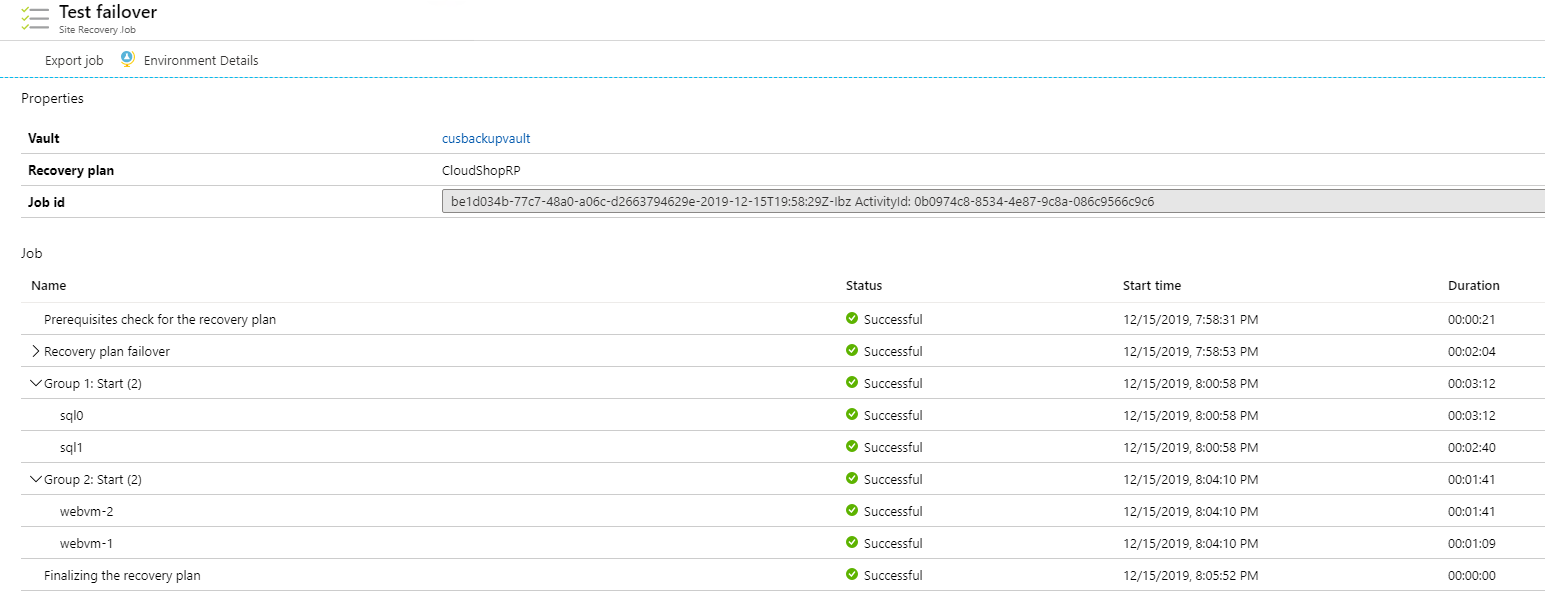 Test failover
Site Recovery Job
Export job Environment Details
Properties
Vault cusbackupvault
Recovery plan CloudShopRP
Job id be1d034b-77c7-48a0-a06c-d2663794629e-2019-12-15T19:58:29Z-Ibz ActivityId: 0b0974c8-8534-4e87-9c8a-086c9566c9c6
Job
Name Status Start time Duration
Prerequisites check for the recovery plan Successful 12/15/2019, 7:58:31 PM 00:00:21
Recovery plan failover Successful 12/15/2019, 7:58:53 PM 00:02:04
Group 1: Start (2) Successful 12/15/2019, 8:00:58 PM 00:03:12
sql0 Successful 12/15/2019, 8:00:58 PM 00:03:12
sql1 Successful 12/15/2019, 8:00:58 PM 00:02:40
Group 2: Start (2) Successful 12/15/2019, 8:04:10 PM 00:01:41
webvm-2 Successful 12/15/2019, 8:04:10 PM 00:01:41
webvm-1 Successful 12/15/2019, 8:04:10 PM 00:01:09
Finalizing the recovery plan Successful 12/15/2019, 8:05:52 PM 00:00:00